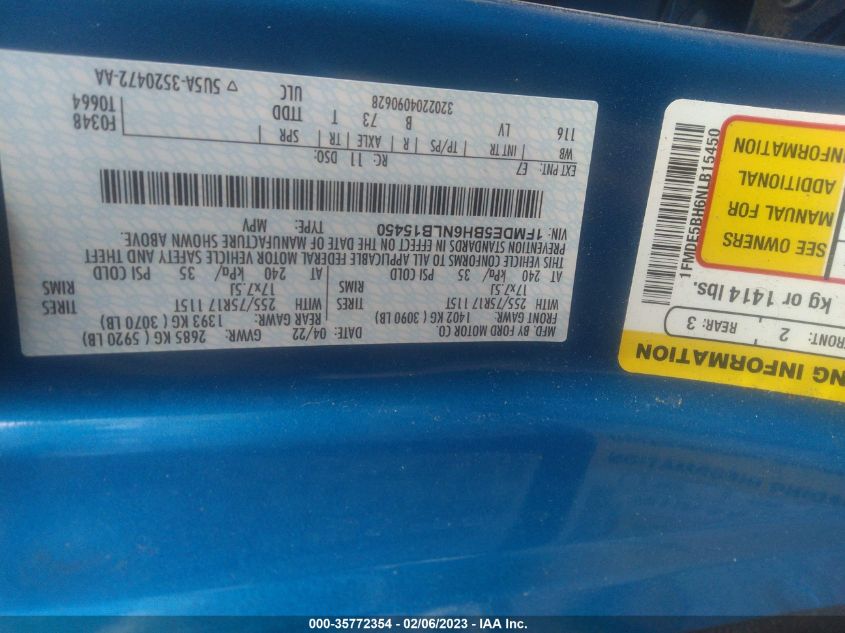 MFD. BY FORD MOTOR CO.
DATE: 04/22 GVWR: 2685 KG ( 5920 LB)
FRONT GAWR: 1402 KG ( 3090 LB) REAR GAWR: 1393 KG ( 3070 LB)
WITH 255/75R17 115T WITH 255/75R17 115T TIRES
17x7.5J 17x7.5J RIMS
AT 240 kPa/ 35 PSI COLD AT 240 kPa/ 35 PSI COLD
THIS VEHICLE CONFORMS TO ALL APPLICABLE FEDERAL MOTOR VEHICLE SAFETY AND THEFT
PREVENTION STANDARDS IN EFFECT ON THE DATE OF MANUFACTURE SHOWN ABOVE.
VIN: 1FMDE5BH6NLB15450
TYPE: MPV
EXT PNT: E7 RC: 11 DSO:
WB INT TR TP/PS R AXLE TR SPR
116 LV B 73 T TTDD
F0348
T0664
320220409 0628 ULC
▽ 5U5A-3520472-AA
NG INFORMATION
RONT: 2 REAR: 3
kg or 1414 lbs.
SEE OWNERS
MANUAL FOR
ADDITIONAL
INFORMATION
1FMDE5BH6NLB15450
000-35772354 - 02/06/2023 - IAA Inc.